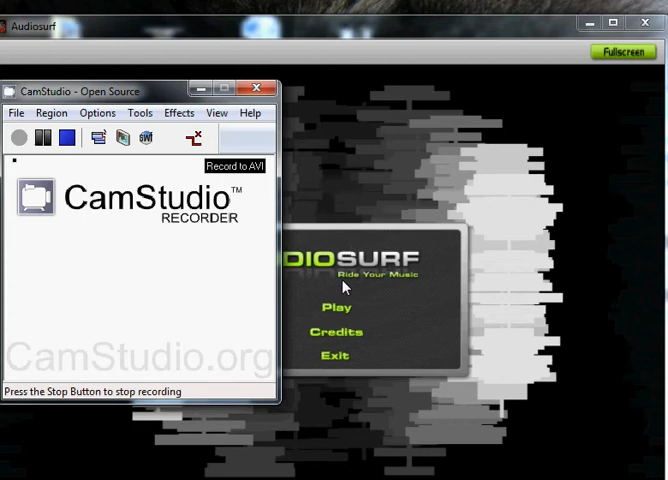 Audiosurf
Fullscreen
CamStudio - Open Source
File Region Options Tools Effects View Help
Record to AVI
CamStudio™
RECORDER
CamStudio.org
Press the Stop Button to stop recording
DIOSURF
Ride Your Music
Play
Credits
Exit